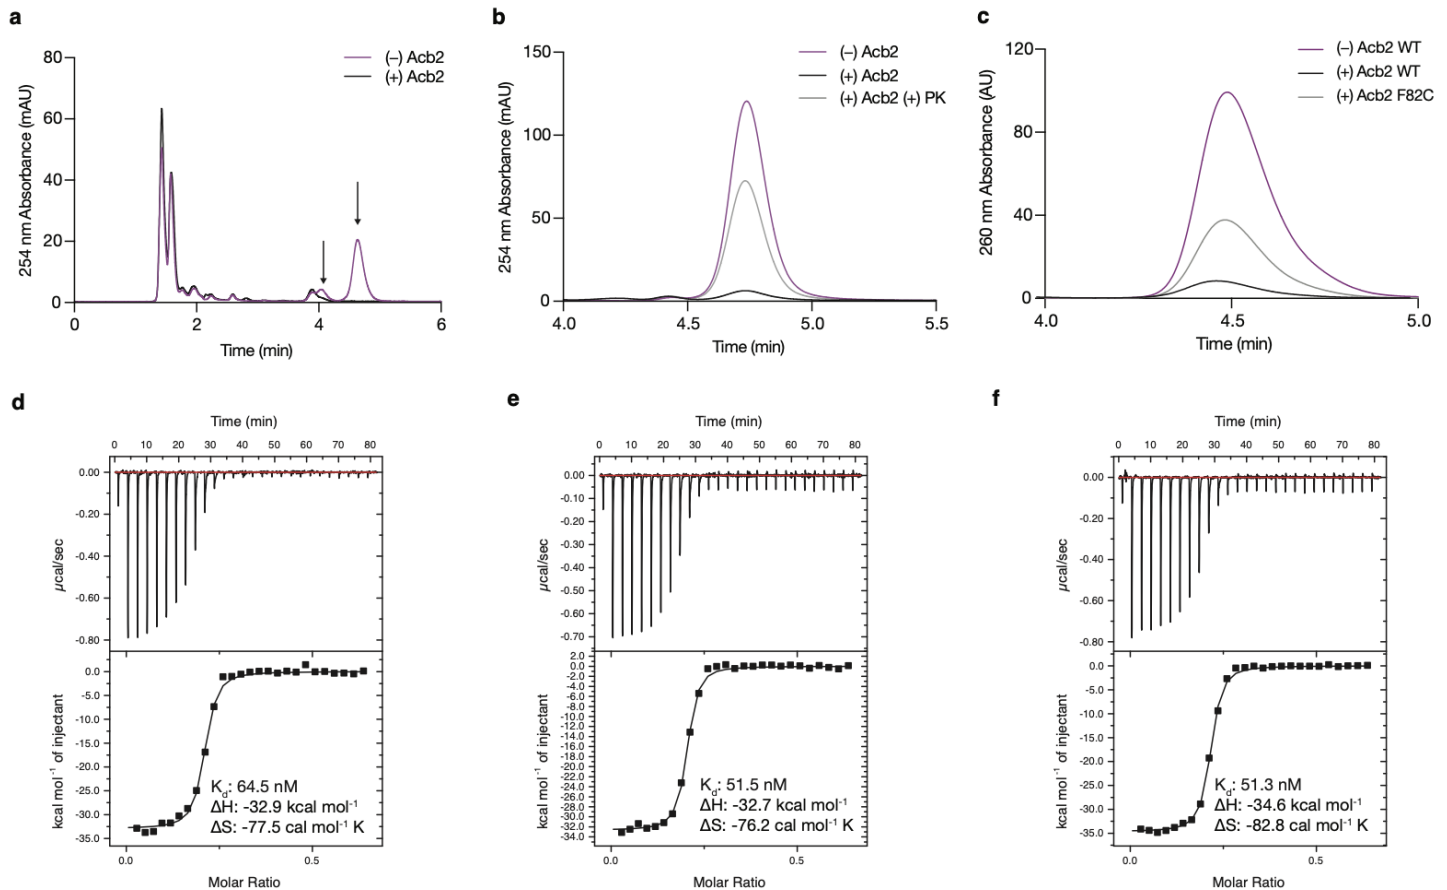 a
80
60
40
20
0
254 nm Absorbance (mAU)
0
2
4
6
Time (min)
(–) Acb2
(+) Acb2
b
150
100
50
0
254 nm Absorbance (mAU)
4.0
4.5
5.0
5.5
Time (min)
(–) Acb2
(+) Acb2
(+) Acb2 (+) PK
c
120
80
40
0
260 nm Absorbance (AU)
4.0
4.5
5.0
Time (min)
(–) Acb2 WT
(+) Acb2 WT
(+) Acb2 F82C
d
Time (min)
0 10 20 30 40 50 60 70 80
0.00
-0.20
-0.40
-0.60
-0.80
µcal/sec
0.0
-5.0
-10.0
-15.0
-20.0
-25.0
-30.0
-35.0
kcal mol⁻¹ of injectant
Kd: 64.5 nM
ΔH: -32.9 kcal mol⁻¹
ΔS: -77.5 cal mol⁻¹ K
0.0
0.5
Molar Ratio
e
Time (min)
0 10 20 30 40 50 60 70 80
0.00
-0.10
-0.20
-0.30
-0.40
-0.50
-0.60
-0.70
µcal/sec
2.0
0.0
-2.0
-4.0
-6.0
-8.0
-10.0
-12.0
-14.0
-16.0
-18.0
-20.0
-22.0
-24.0
-26.0
-28.0
-30.0
-32.0
-34.0
kcal mol⁻¹ of injectant
Kd: 51.5 nM
ΔH: -32.7 kcal mol⁻¹
ΔS: -76.2 cal mol⁻¹ K
0.0
0.5
Molar Ratio
f
Time (min)
0 10 20 30 40 50 60 70 80
0.00
-0.20
-0.40
-0.60
-0.80
µcal/sec
0.0
-5.0
-10.0
-15.0
-20.0
-25.0
-30.0
-35.0
kcal mol⁻¹ of injectant
Kd: 51.3 nM
ΔH: -34.6 kcal mol⁻¹
ΔS: -82.8 cal mol⁻¹ K
0.0
0.5
Molar Ratio